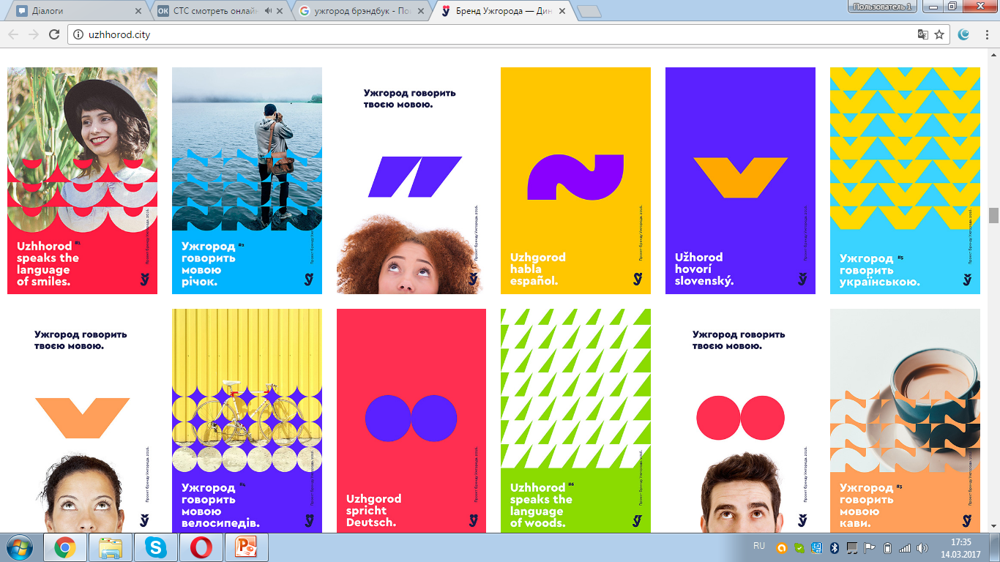 Діалоги
СТС смотреть онлайн
ужгород брэндбук - Пои
Бренд Ужгорода — Дин
Пользователь 1
uzhhorod.city
Uzhhorod #1
speaks the
language
of smiles.
Проект бренду Ужгорода. 2016.
Ужгород #2
говорить
мовою
річок.
Проект бренду Ужгорода. 2016.
Ужгород говорить
твоєю мовою.
Проект бренду Ужгорода. 2016.
Uzhgorod
habla
español.
Проект бренду Ужгорода. 2016.
Užhorod
hovorí
slovenský.
Проект бренду Ужгорода. 2016.
Ужгород #5
говорить
українською.
Проект бренду Ужгорода. 2016.
Ужгород говорить
твоєю мовою.
Проект бренду Ужгорода. 2016.
Ужгород #4
говорить
мовою
велосипедів.
Проект бренду Ужгорода. 2016.
Uzhgorod
spricht
Deutsch.
Проект бренду Ужгорода. 2016.
Uzhhorod #6
speaks the
language
of woods.
Проект бренду Ужгорода. 2016.
Ужгород говорить
твоєю мовою.
Проект бренду Ужгорода. 2016.
Ужгород #3
говорить
мовою
кави.
Проект бренду Ужгорода. 2016.
RU
17:35
14.03.2017